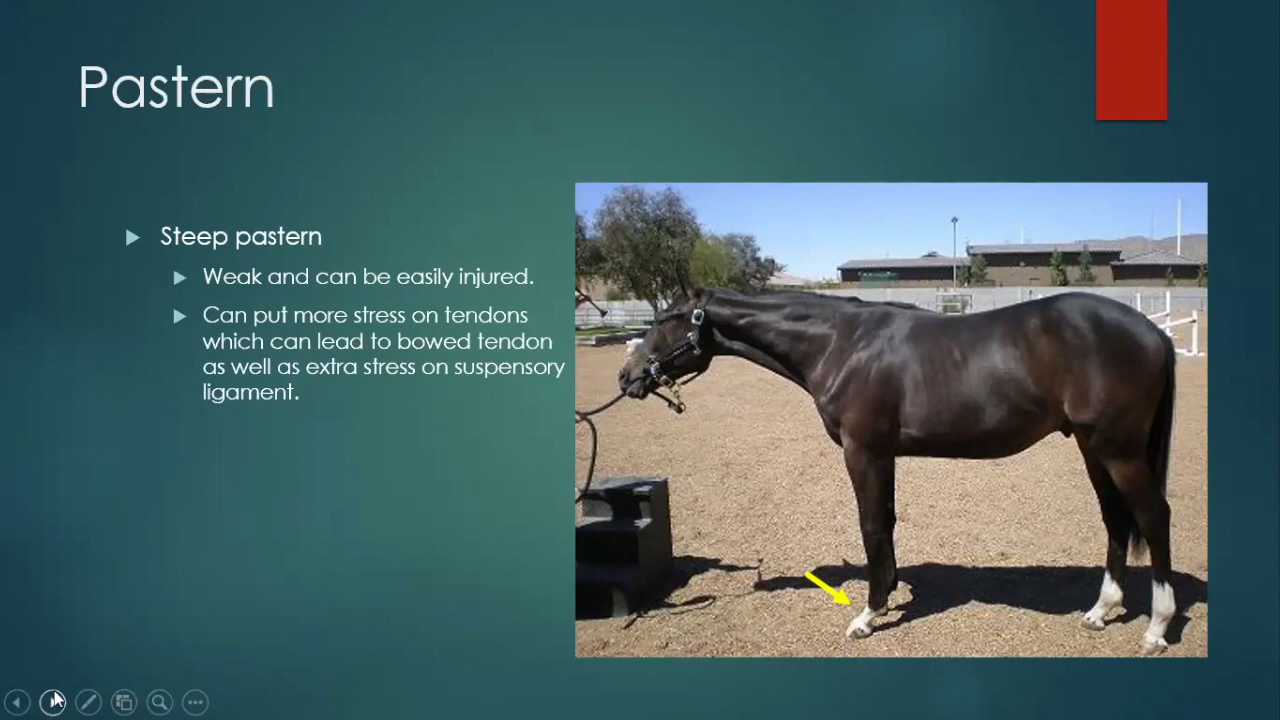 Pastern
Steep pastern
Weak and can be easily injured.
Can put more stress on tendons
which can lead to bowed tendon
as well as extra stress on suspensory
ligament.